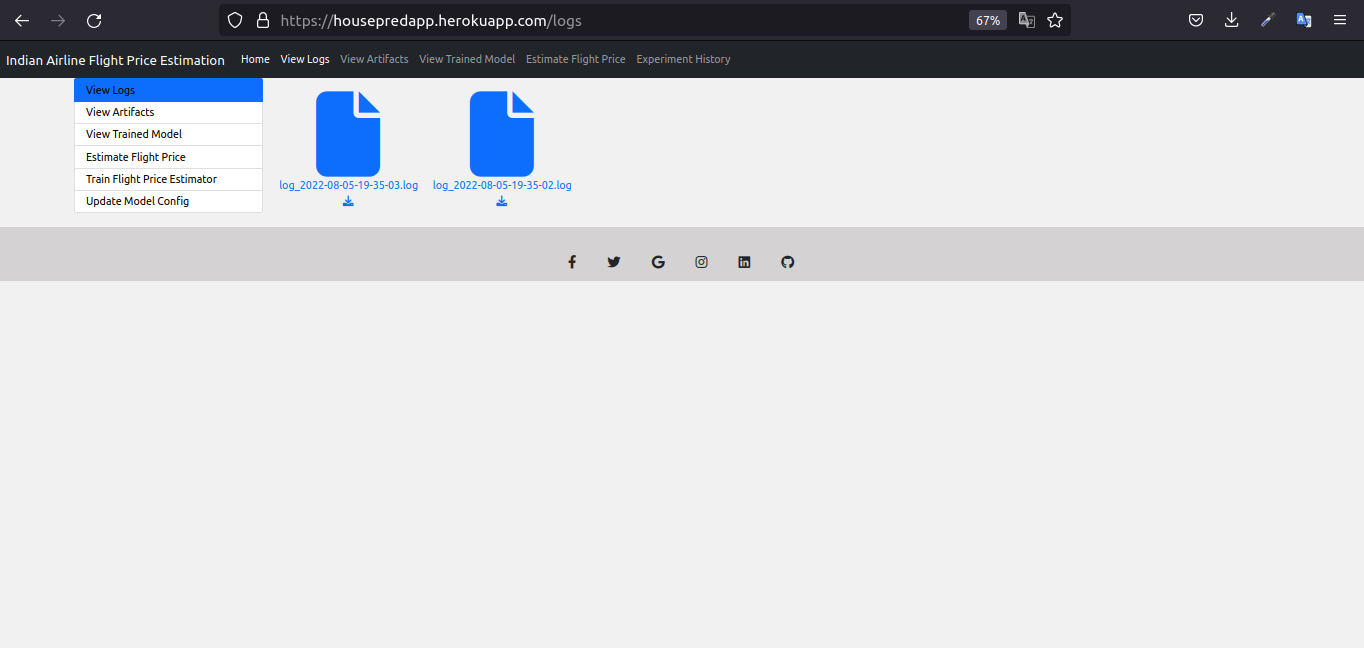 https://housepredapp.herokuapp.com/logs 67%
Indian Airline Flight Price Estimation Home View Logs View Artifacts View Trained Model Estimate Flight Price Experiment History
View Logs
View Artifacts
View Trained Model
Estimate Flight Price
Train Flight Price Estimator
Update Model Config
log_2022-08-05-19-35-03.log log_2022-08-05-19-35-02.log